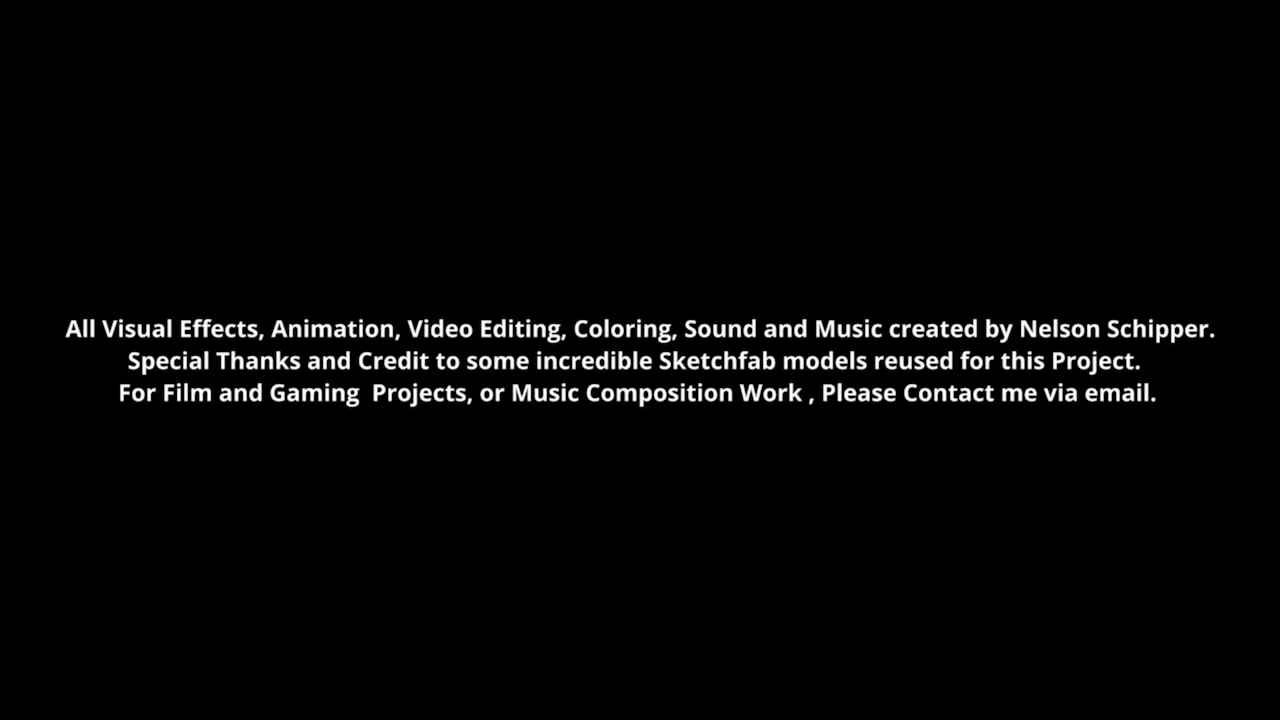 All Visual Effects, Animation, Video Editing, Coloring, Sound and Music created by Nelson Schipper.
Special Thanks and Credit to some incredible Sketchfab models reused for this Project.
For Film and Gaming  Projects, or Music Composition Work , Please Contact me via email.